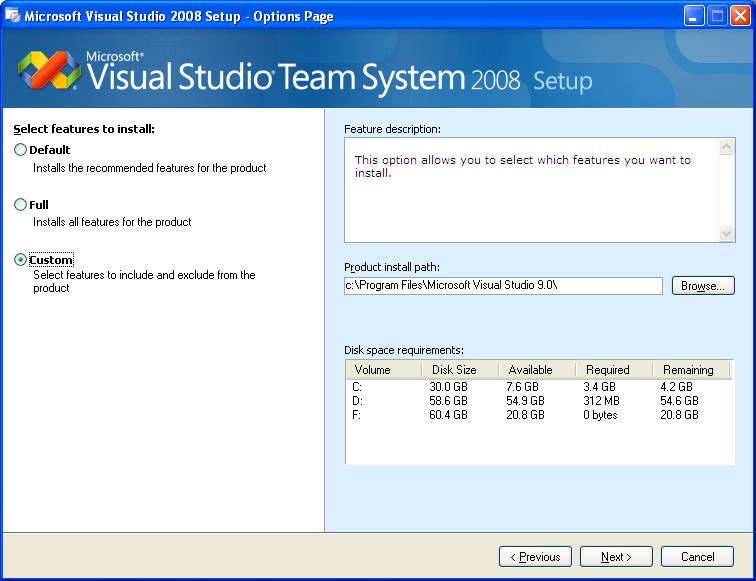 Microsoft Visual Studio 2008 Setup - Options Page
Microsoft®
Visual Studio Team System 2008 Setup
Select features to install:
Default
Installs the recommended features for the product
Full
Installs all features for the product
Custom
Select features to include and exclude from the
product
Feature description:
This option allows you to select which features you want to
install.
Product install path:
c:\Program Files\Microsoft Visual Studio 9.0\
Browse...
Disk space requirements:
Volume Disk Size Available Required Remaining
C: 30.0 GB 7.6 GB 3.4 GB 4.2 GB
D: 58.6 GB 54.9 GB 312 MB 54.6 GB
F: 60.4 GB 20.8 GB 0 bytes 20.8 GB
< Previous Next > Cancel